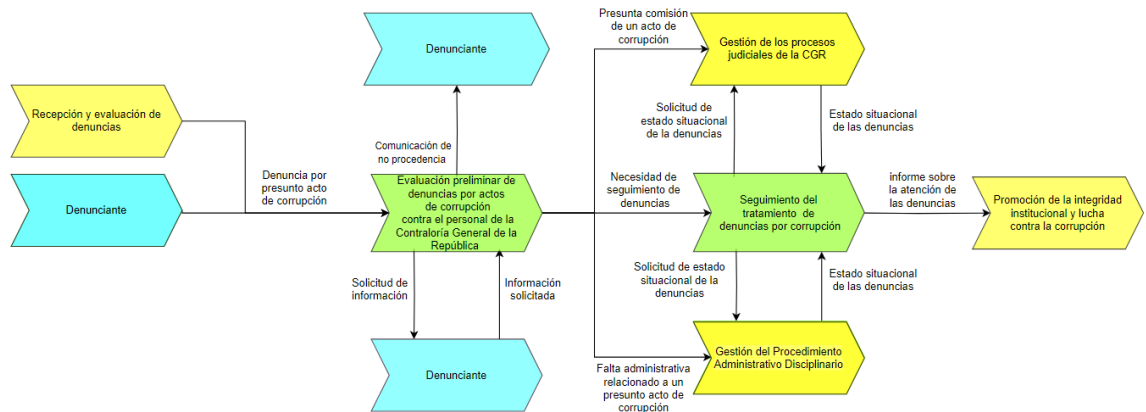 Recepción y evaluación de
denuncias
Denunciante
Denuncia por
presunto acto
de corrupción
Denunciante
Comunicación de
no procedencia
Evaluación preliminar de
denuncias por actos
de corrupción
contra el personal de la
Contraloría General de la
República
Solicitud de
información
Información
solicitada
Denunciante
Presunta comisión
de un acto de
corrupción
Gestión de los procesos
judiciales de la CGR
Solicitud de
estado situacional
de la denuncias
Estado situacional
de las denuncias
Necesidad de
seguimiento de
denuncias
Seguimiento del
tratamiento de
denuncias por corrupción
Solicitud de estado
situacional de la
denuncias
Estado situacional
de las denuncias
Falta administrativa
relacionado a un
presunto acto de
corrupción
Gestión del Procedimiento
Administrativo Disciplinario
informe sobre
la atención de
las denuncias
Promoción de la integridad
institucional y lucha
contra la corrupción